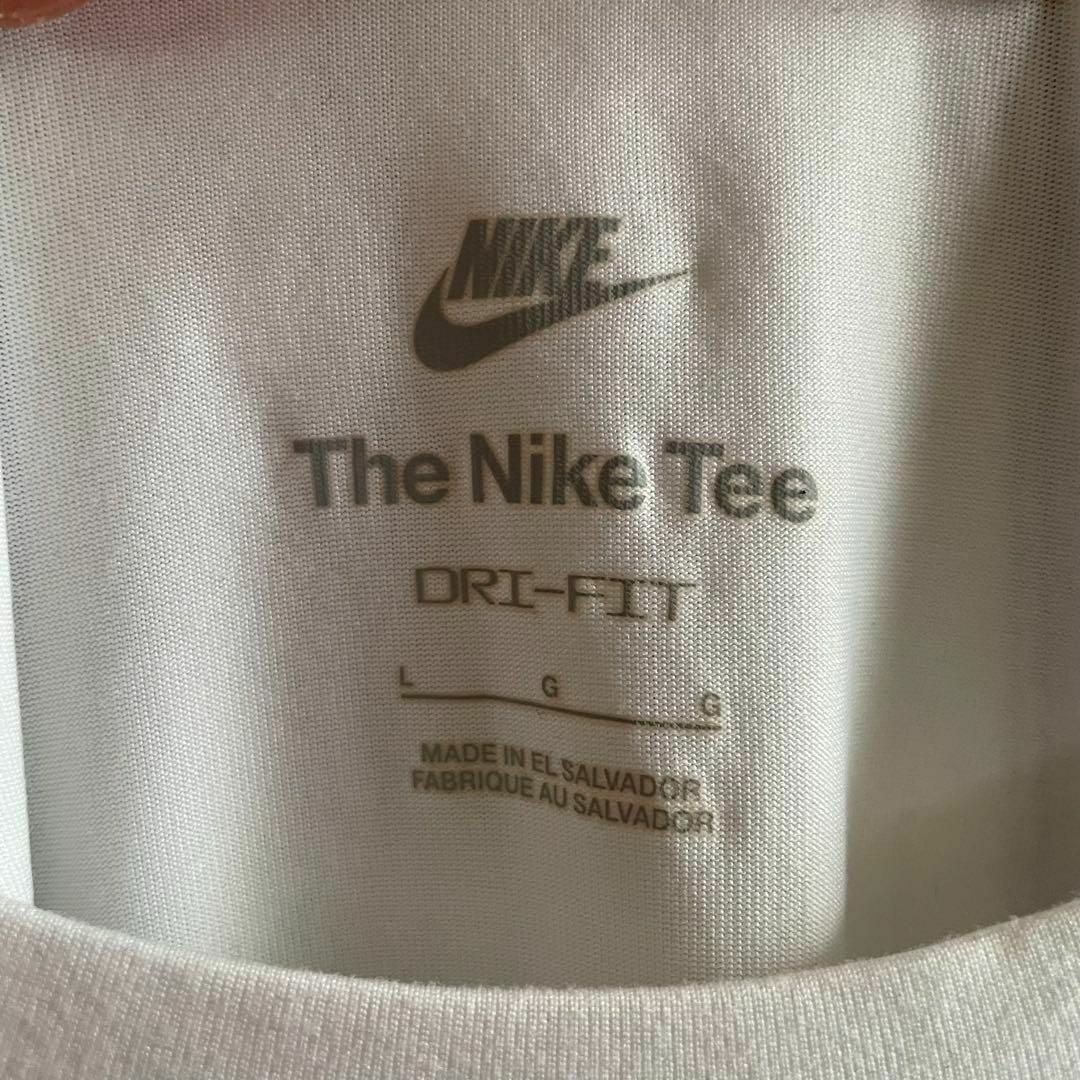 NIKE
The Nike Tee
DRI-FIT
L G G
MADE IN EL SALVADOR
FABRIQUE AU SALVADOR